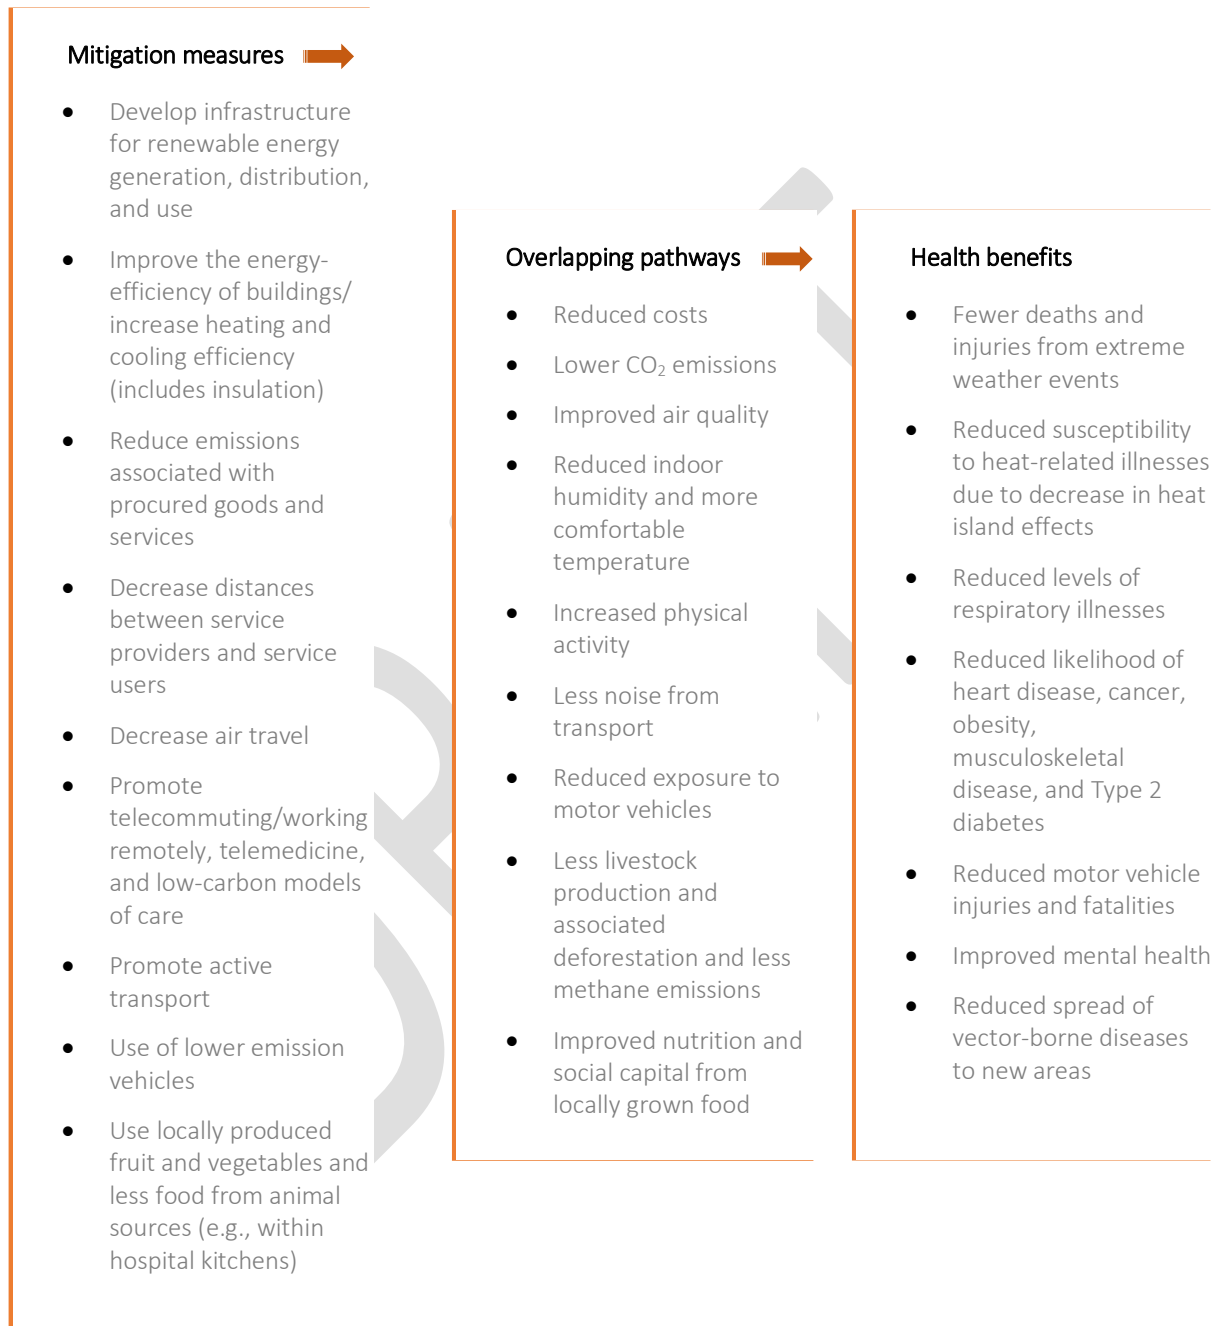 Mitigation measures
● Develop infrastructure
for renewable energy
generation, distribution,
and use
● Improve the energy-
efficiency of buildings/
increase heating and
cooling efficiency
(includes insulation)
● Reduce emissions
associated with
procured goods and
services
● Decrease distances
between service
providers and service
users
● Decrease air travel
● Promote
telecommuting/working
remotely, telemedicine,
and low-carbon models
of care
● Promote active
transport
● Use of lower emission
vehicles
● Use locally produced
fruit and vegetables and
less food from animal
sources (e.g., within
hospital kitchens)
Overlapping pathways
● Reduced costs
● Lower CO₂ emissions
● Improved air quality
● Reduced indoor
humidity and more
comfortable
temperature
● Increased physical
activity
● Less noise from
transport
● Reduced exposure to
motor vehicles
● Less livestock
production and
associated
deforestation and less
methane emissions
● Improved nutrition and
social capital from
locally grown food
Health benefits
● Fewer deaths and
injuries from extreme
weather events
● Reduced susceptibility
to heat-related illnesses
due to decrease in heat
island effects
● Reduced levels of
respiratory illnesses
● Reduced likelihood of
heart disease, cancer,
obesity,
musculoskeletal
disease, and Type 2
diabetes
● Reduced motor vehicle
injuries and fatalities
● Improved mental health
● Reduced spread of
vector-borne diseases
to new areas